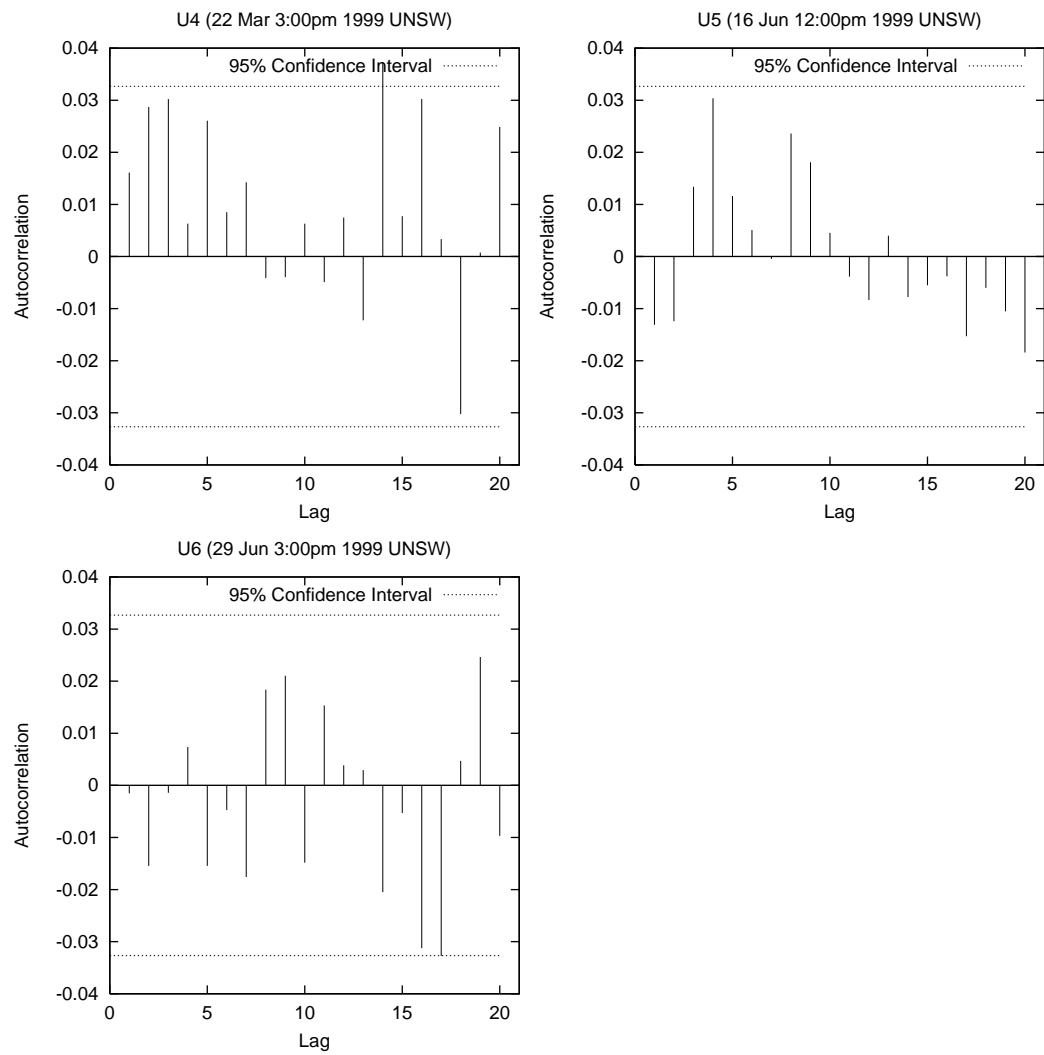 U4 (22 Mar 3:00pm 1999 UNSW)
0.04
0.03
0.02
0.01
0
-0.01
-0.02
-0.03
-0.04
Autocorrelation
95% Confidence Interval
0 5 10 15 20
Lag
U5 (16 Jun 12:00pm 1999 UNSW)
0.04
0.03
0.02
0.01
0
-0.01
-0.02
-0.03
-0.04
Autocorrelation
95% Confidence Interval
0 5 10 15 20
Lag
U6 (29 Jun 3:00pm 1999 UNSW)
0.04
0.03
0.02
0.01
0
-0.01
-0.02
-0.03
-0.04
Autocorrelation
95% Confidence Interval
0 5 10 15 20
Lag